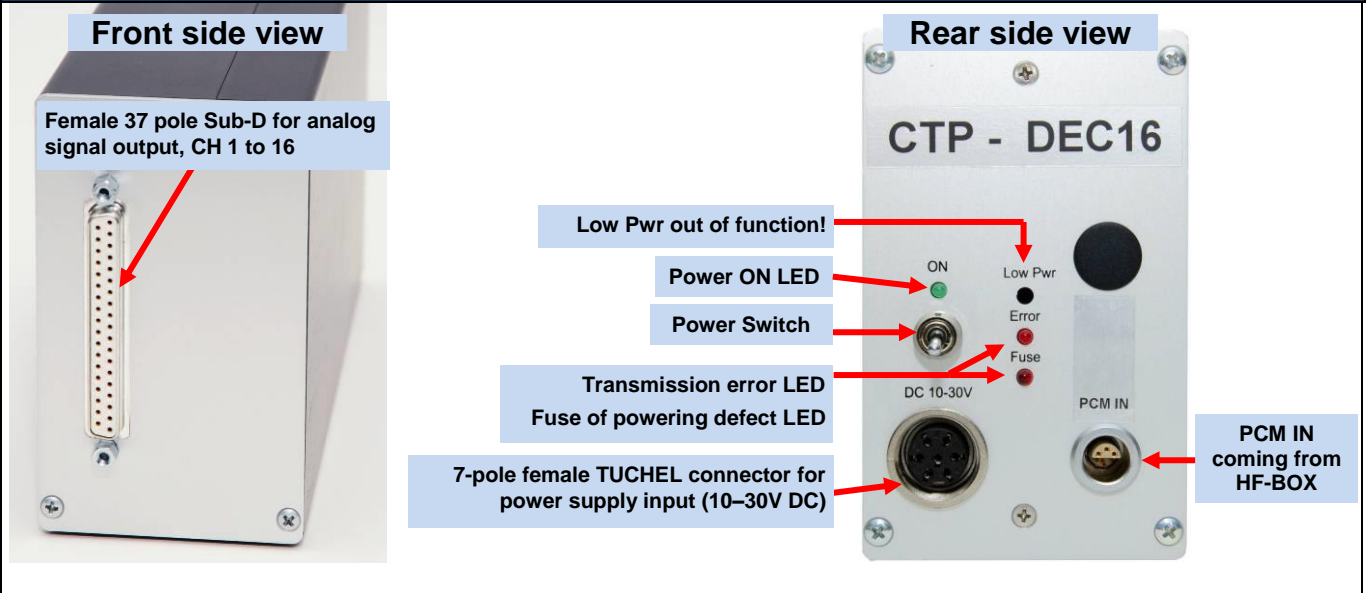 Front side view
Female 37 pole Sub-D for analog
signal output, CH 1 to 16
Rear side view
CTP - DEC16
Low Pwr out of function!
Power ON LED
Power Switch
Transmission error LED
Fuse of powering defect LED
7-pole female TUCHEL connector for
power supply input (10–30V DC)
ON
Low Pwr
Error
Fuse
DC 10-30V
PCM IN
PCM IN
coming from
HF-BOX